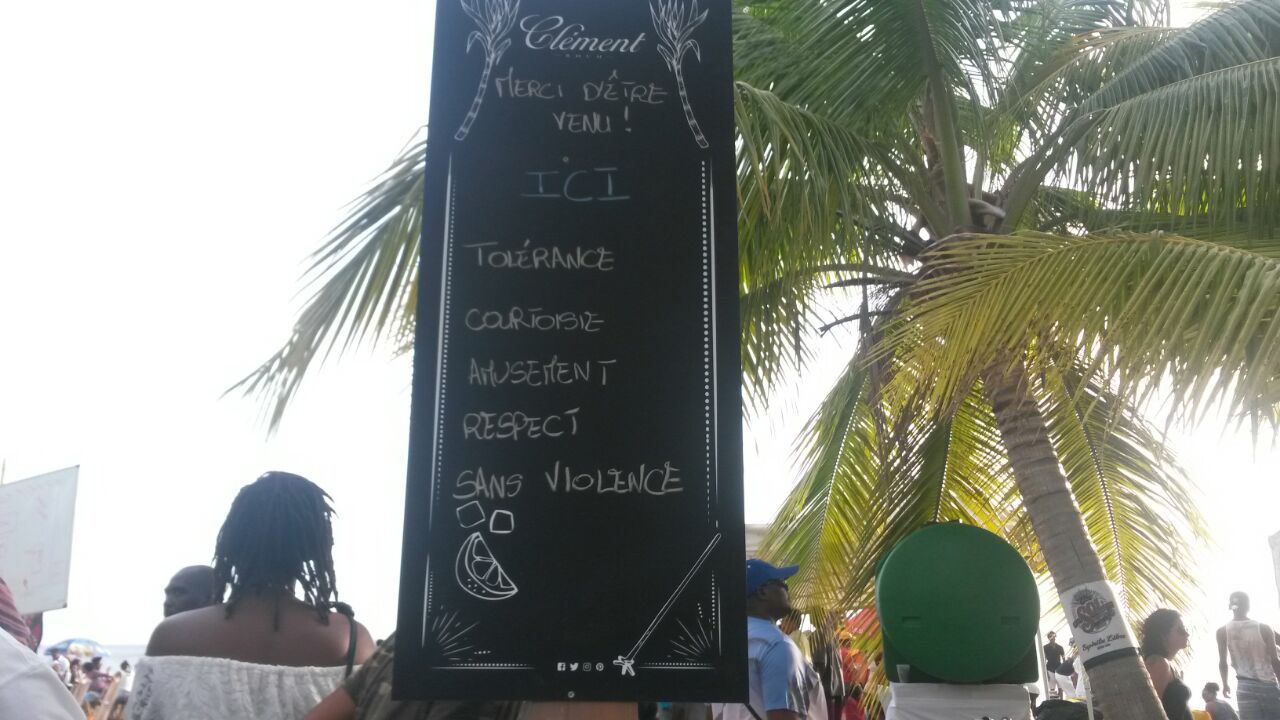 Clément
MERCI D'ÊTRE
VENU !
ICI
TOLÉRANCE
COURTOISIE
AMUSEMENT
RESPECT
SANS VIOLENCE